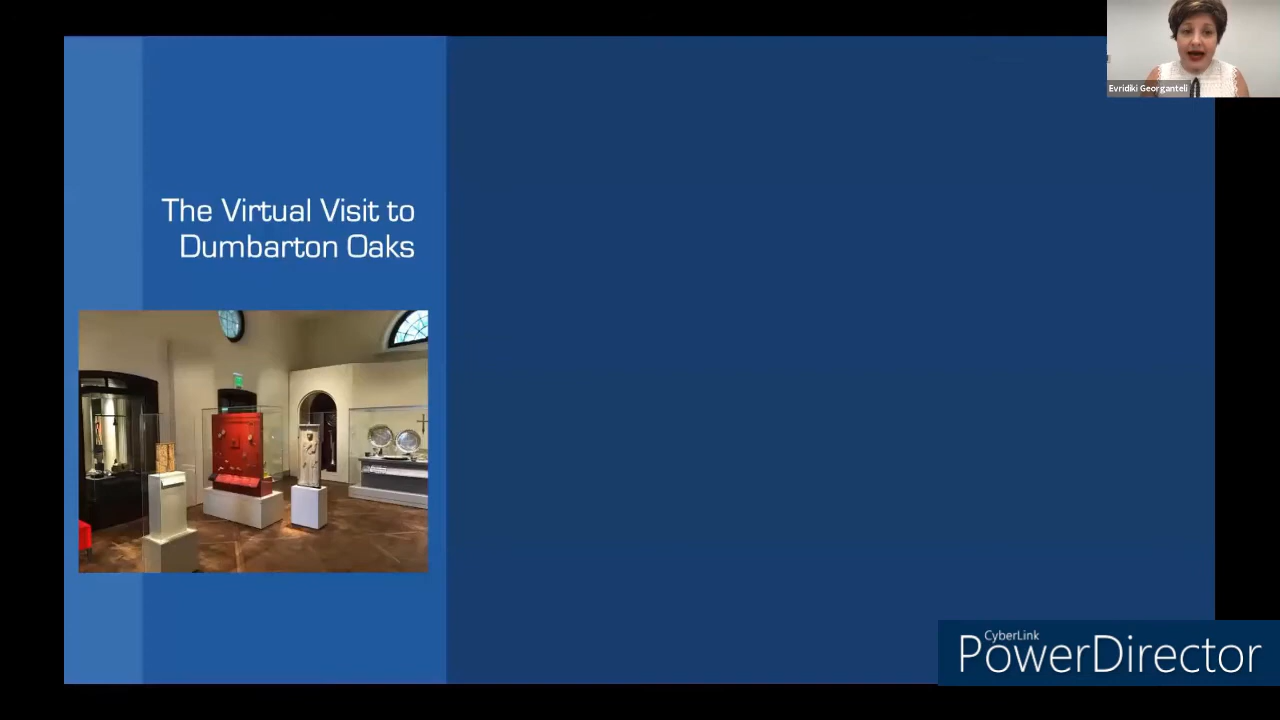 Evridiki Georganteli
The Virtual Visit to
Dumbarton Oaks
CyberLink
PowerDirector